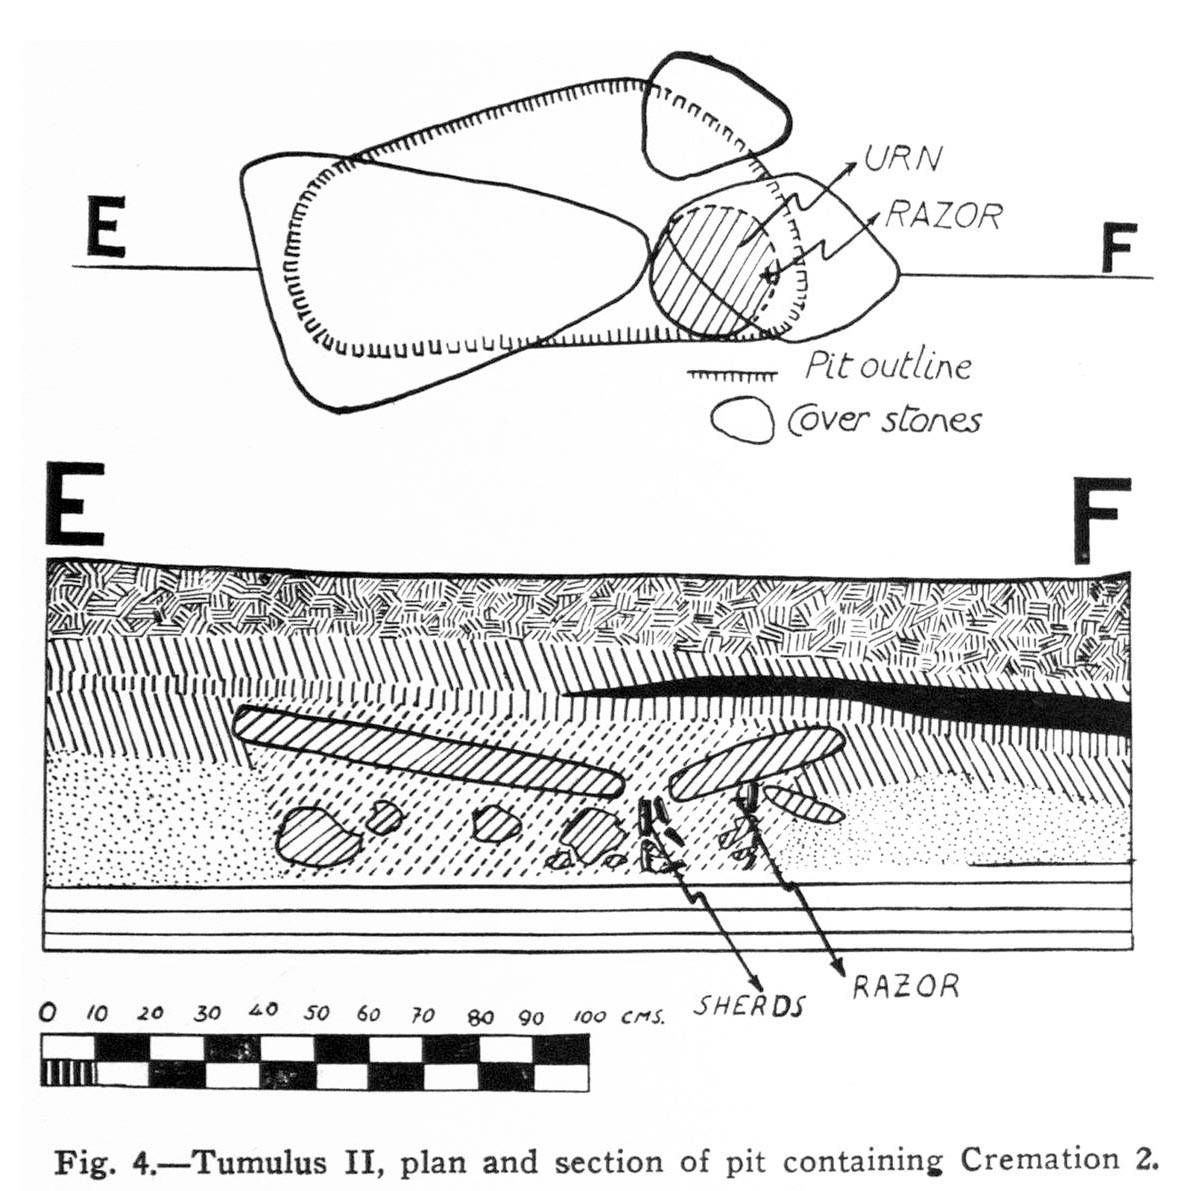 URN
RAZOR
E
F
Pit outline
Cover stones
E
F
RAZOR
SHERDS
0 10 20 30 40 50 60 70 80 90 100 CMS.
Fig. 4.—Tumulus II, plan and section of pit containing Cremation 2.